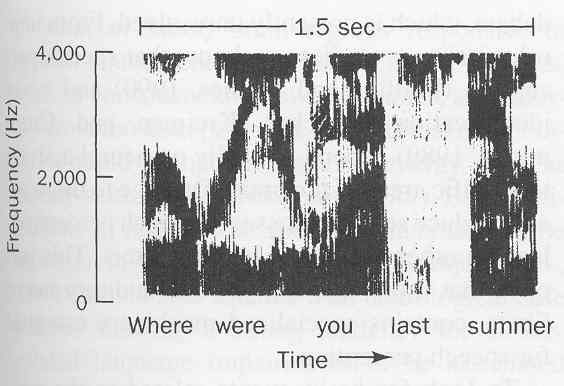 1.5 sec
4,000
2,000
0
Frequency (Hz)
Where were you last summer
Time